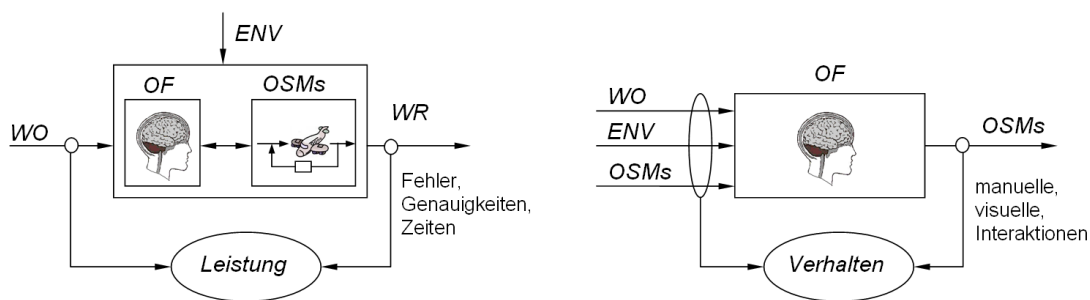 ENV
OF
OSMs
WO
WR
Fehler,
Genauigkeiten,
Zeiten
Leistung
OF
WO
ENV
OSMs
OSMs
manuelle,
visuelle,
Interaktionen
Verhalten